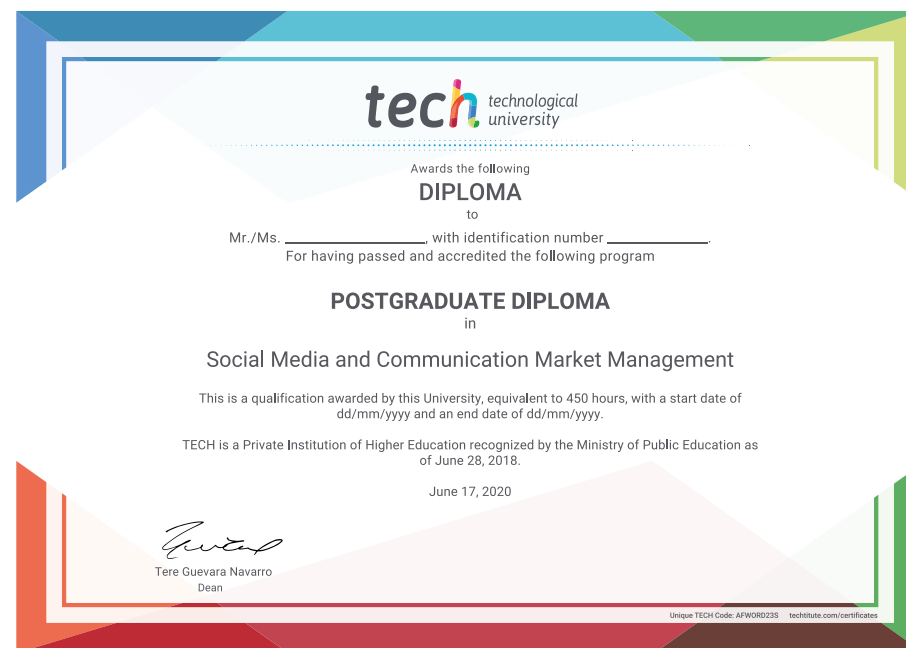 tech technological
university
Awards the following
DIPLOMA
to
Mr./Ms. ____________________, with identification number ______________.
For having passed and accredited the following program
POSTGRADUATE DIPLOMA
in
Social Media and Communication Market Management
This is a qualification awarded by this University, equivalent to 450 hours, with a start date of
dd/mm/yyyy and an end date of dd/mm/yyyy.
TECH is a Private Institution of Higher Education recognized by the Ministry of Public Education as
of June 28, 2018.
June 17, 2020
Tere Guevara Navarro
Dean
Unique TECH Code: AFWORD23S techtitute.com/certificates